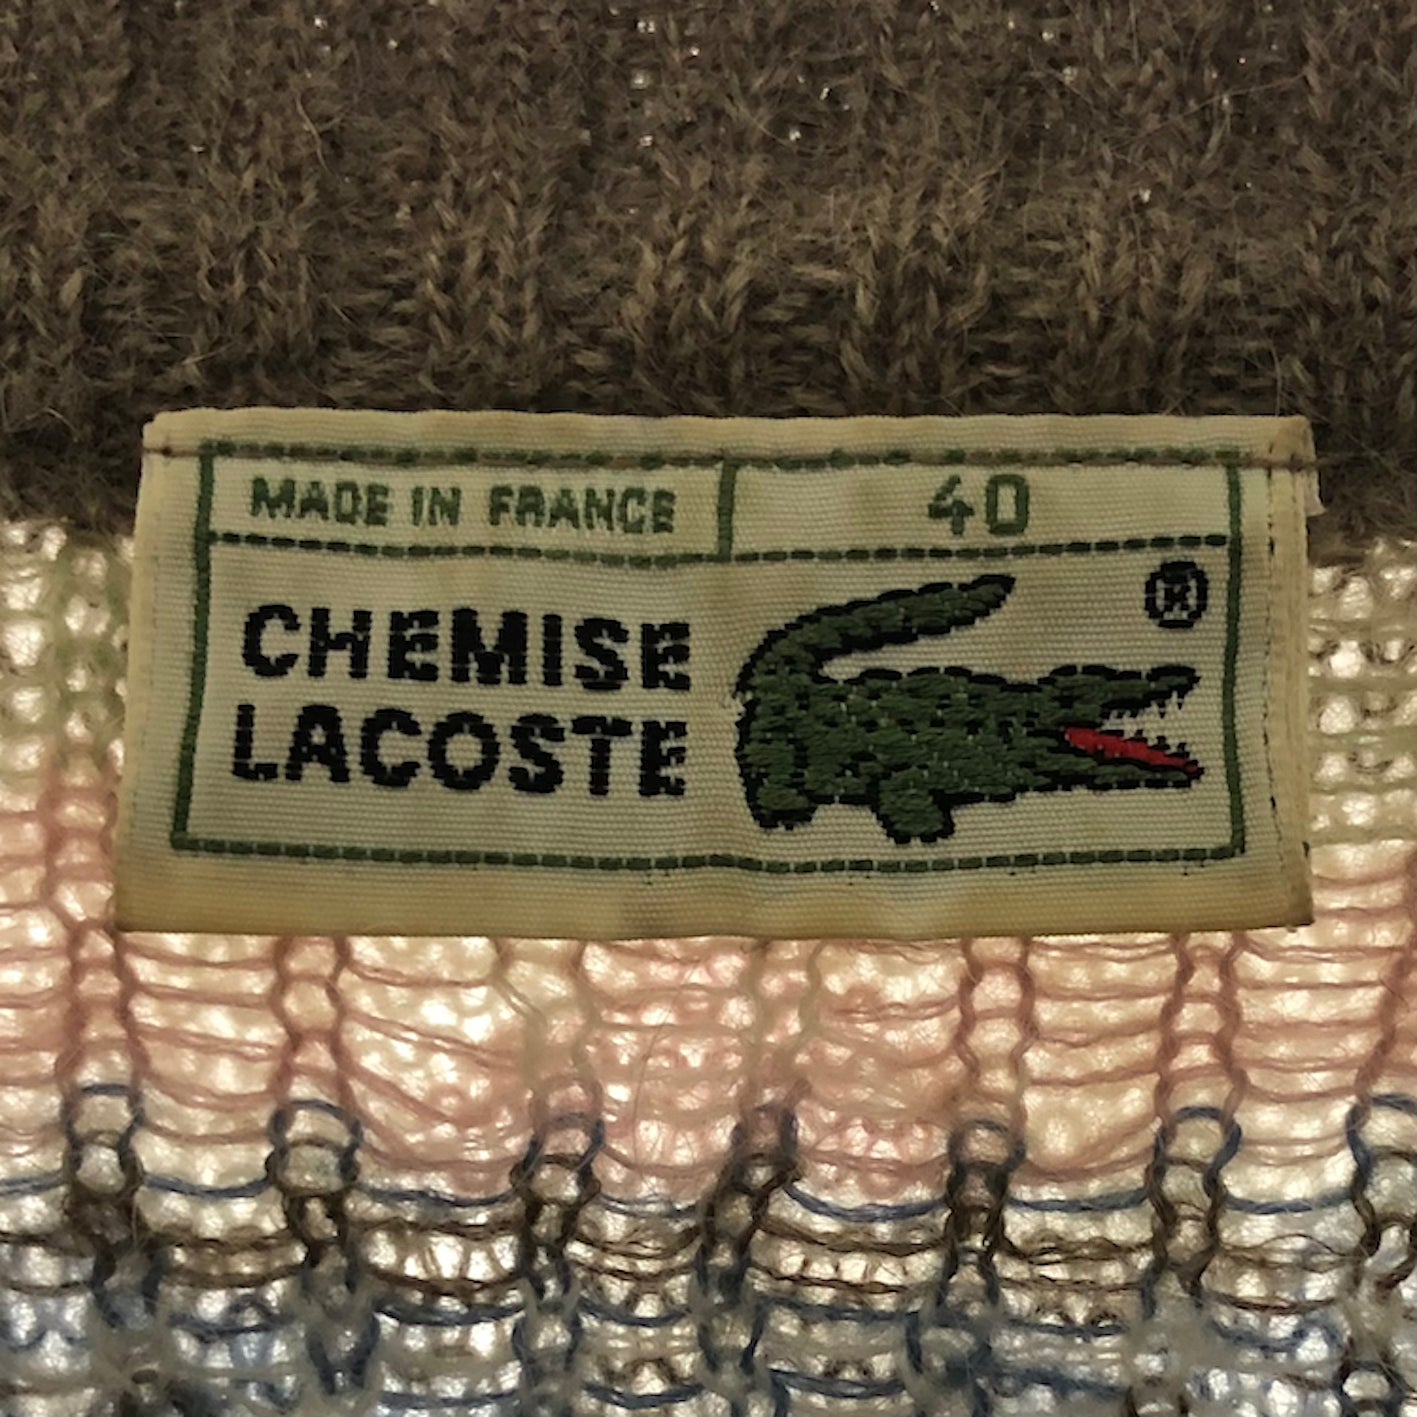 MADE IN FRANCE 40
®
CHEMISE
LACOSTE